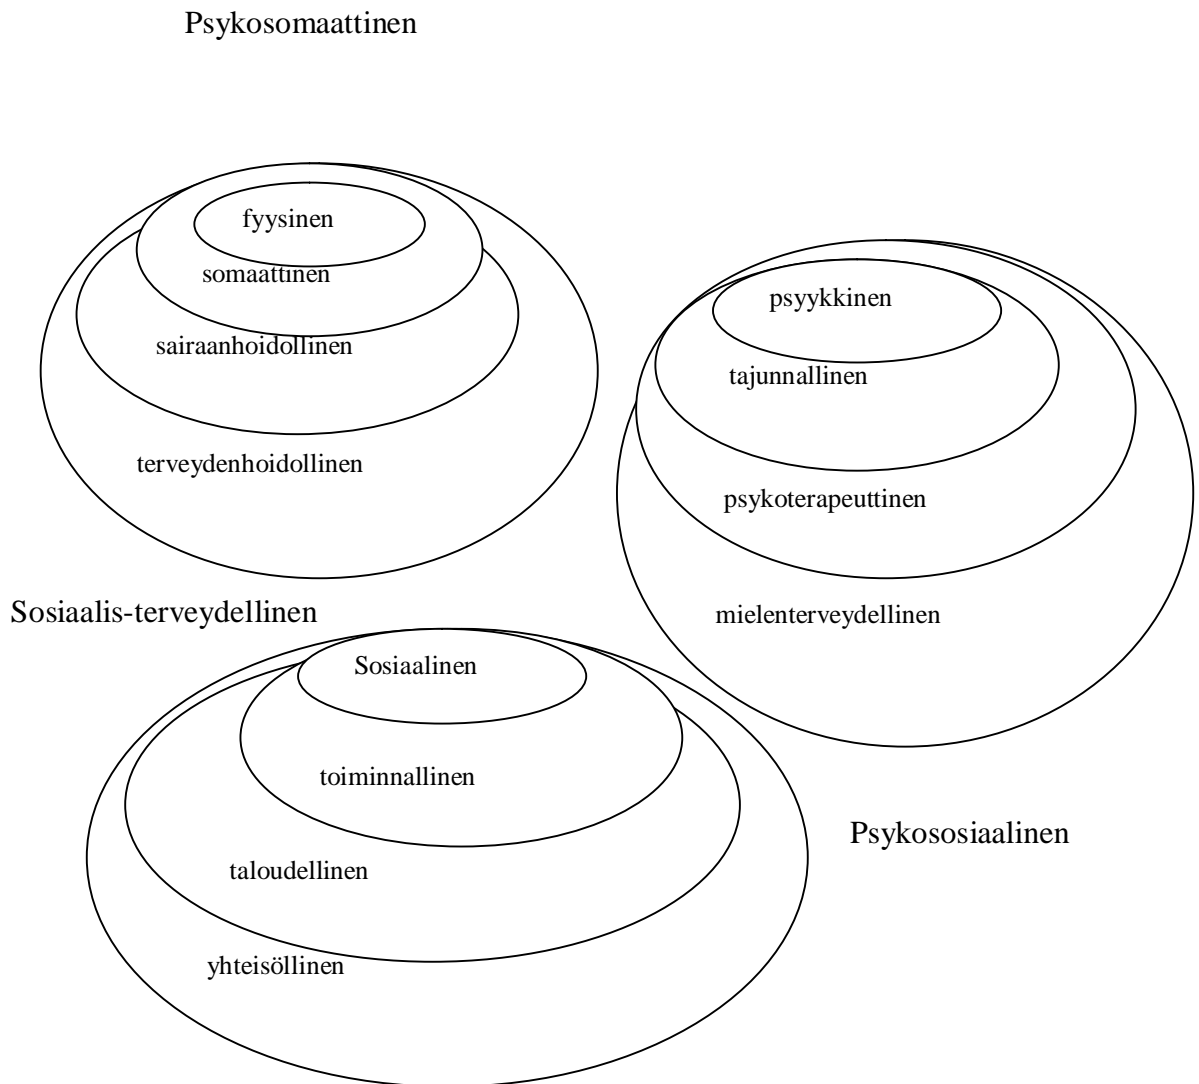 Psykosomaattinen
fyysinen
somaattinen
sairaanhoidollinen
terveydenhoidollinen
psyykkinen
tajunnallinen
psykoterapeuttinen
mielenterveydellinen
Sosiaalis-terveydellinen
Sosiaalinen
toiminnallinen
taloudellinen
yhteisöllinen
Psykososiaalinen